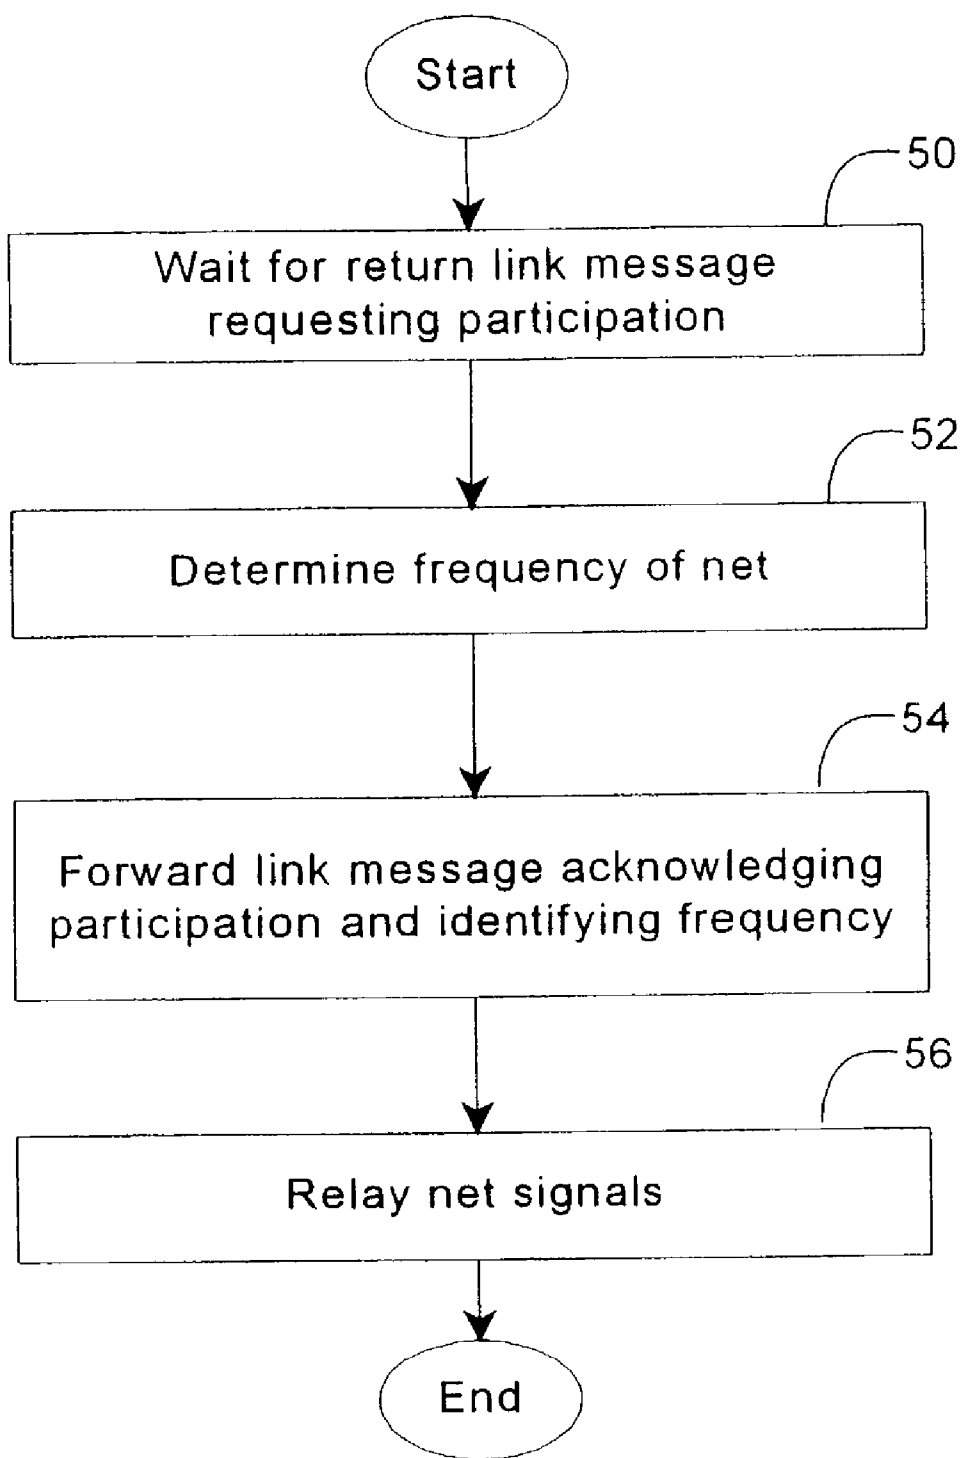 Start
50
Wait for return link message
requesting participation
52
Determine frequency of net
54
Forward link message acknowledging
participation and identifying frequency
56
Relay net signals
End